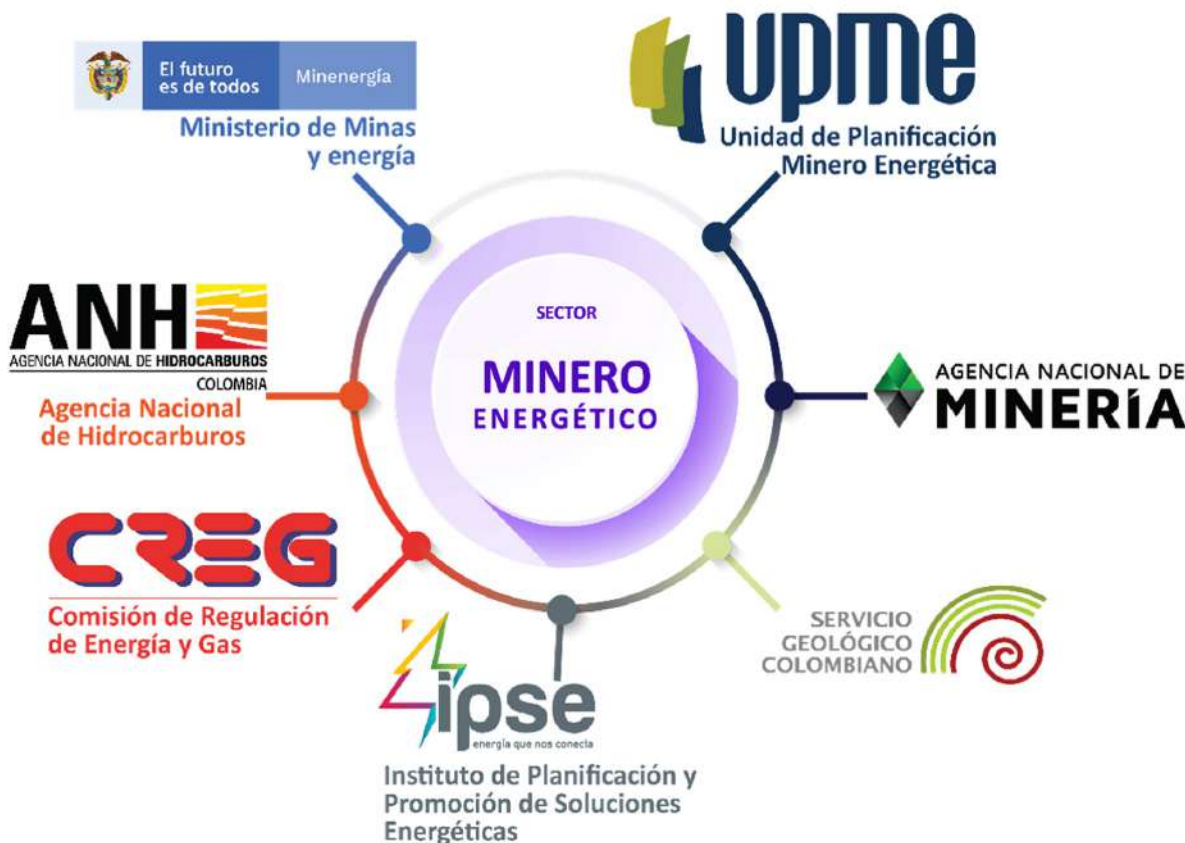 El futuro
es de todos
Minenergía
Ministerio de Minas
y energía
upme
Unidad de Planificación
Minero Energética
ANH
AGENCIA NACIONAL DE HIDROCARBUROS
COLOMBIA
Agencia Nacional
de Hidrocarburos
SECTOR
MINERO
ENERGÉTICO
AGENCIA NACIONAL DE
MINERÍA
CREG
Comisión de Regulación
de Energía y Gas
ipse
energía que nos conecta
Instituto de Planificación y
Promoción de Soluciones
Energéticas
SERVICIO
GEOLÓGICO
COLOMBIANO